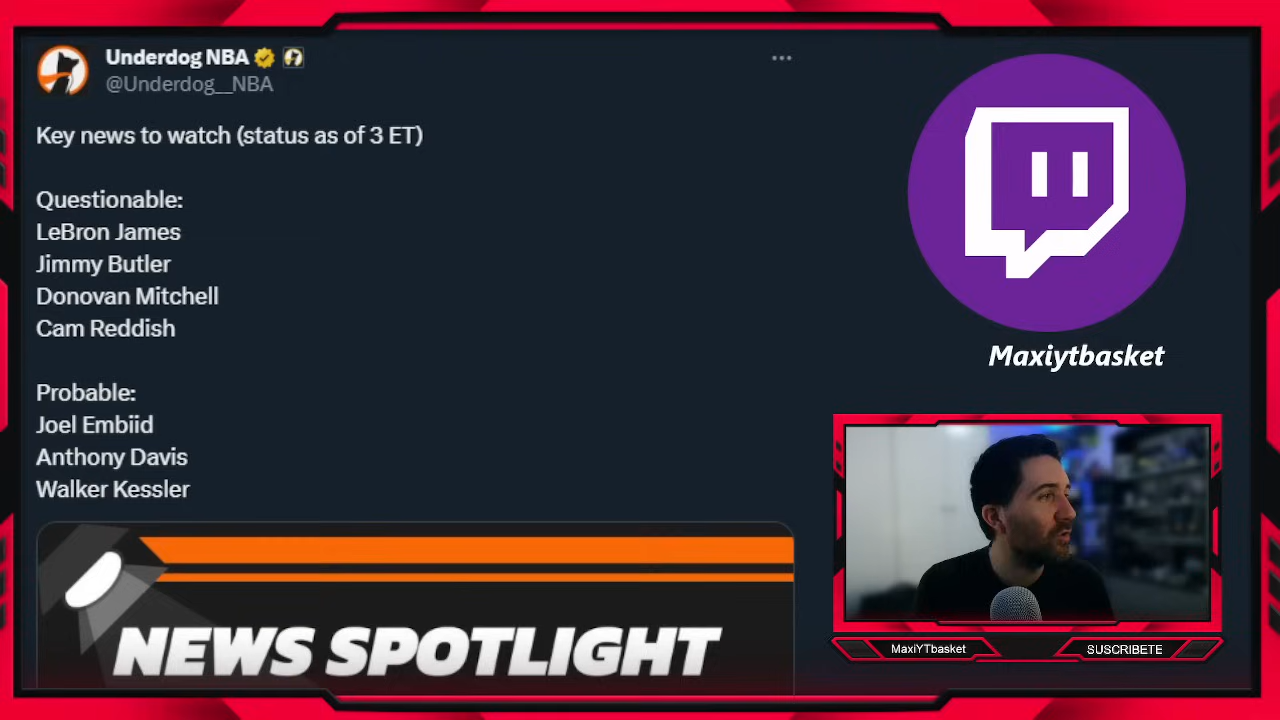 Underdog NBA
@Underdog__NBA
Key news to watch (status as of 3 ET)
Questionable:
LeBron James
Jimmy Butler
Donovan Mitchell
Cam Reddish
Probable:
Joel Embiid
Anthony Davis
Walker Kessler
NEWS SPOTLIGHT
Maxiytbasket
MaxiYTbasket
SUSCRIBETE